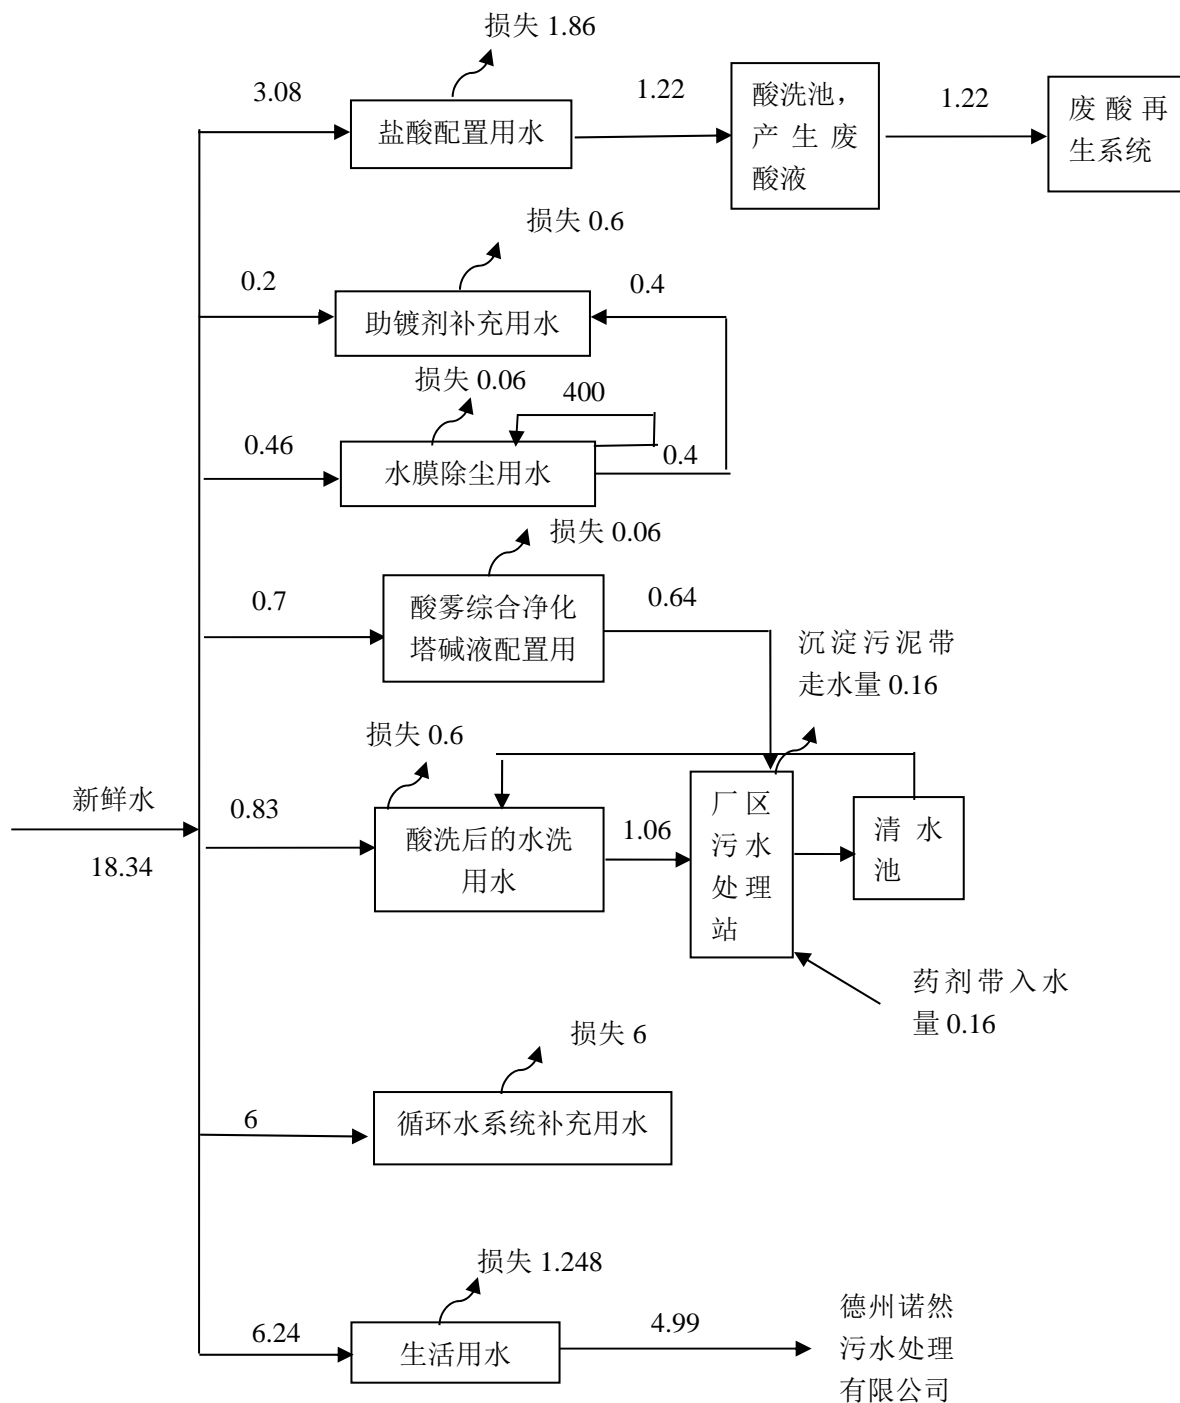 损失 1.86
3.08
盐酸配置用水
1.22
酸洗池，
产生废
酸液
1.22
废酸再
生系统
损失 0.6
0.2
助镀剂补充用水
0.4
损失 0.06
400
0.46
水膜除尘用水
0.4
损失 0.06
0.7
酸雾综合净化
塔碱液配置用
0.64
沉淀污泥带
走水量 0.16
损失 0.6
新鲜水
18.34
0.83
酸洗后的水洗
用水
1.06
厂区
污水
处理
站
清水
池
药剂带入水
量 0.16
损失 6
6
循环水系统补充用水
损失 1.248
6.24
生活用水
4.99
德州诺然
污水处理
有限公司